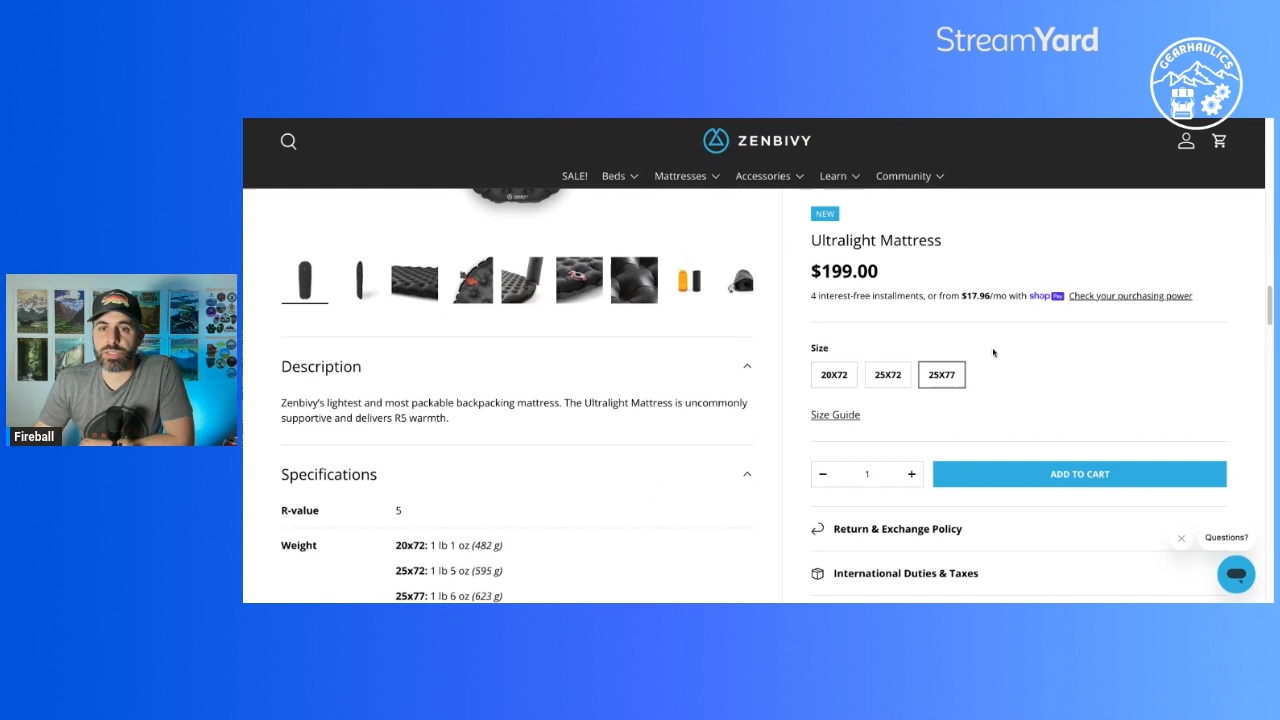 StreamYard
GEARHAULICS
ZENBIVY
SALE! Beds Mattresses Accessories Learn Community
NEW
Ultralight Mattress
$199.00
4 interest-free installments, or from $17.96/mo with shop Pay Check your purchasing power
Size
20X72 25X72 25X77
Size Guide
- 1 + ADD TO CART
Return & Exchange Policy
Questions?
International Duties & Taxes
Description
Zenbivy's lightest and most packable backpacking mattress. The Ultralight Mattress is uncommonly
supportive and delivers R5 warmth.
Specifications
R-value 5
Weight 20x72: 1 lb 1 oz (482 g)
25x72: 1 lb 5 oz (595 g)
25x77: 1 lb 6 oz (623 g)
Fireball